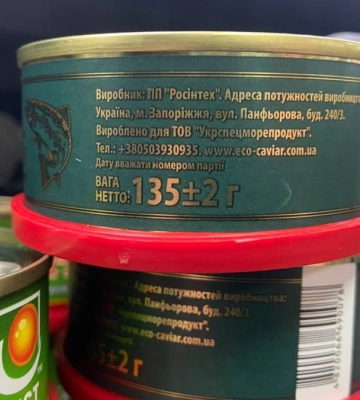 Виробник: ПП "Росінтех". Адреса потужностей виробництва
Україна, м. Запоріжжя, вул. Панфьорова, буд. 240/3.
Вироблено для ТОВ "Укрспецморепродукт".
Тел.: +380503930935. www.eco-caviar.com.ua
Дату вважати номером партії
ВАГА
НЕТТО: 135±2 г
Адреса потужностей виробництва:
вул. Панфьорова, буд. 240/3.
www.eco-caviar.com.ua
±2 г